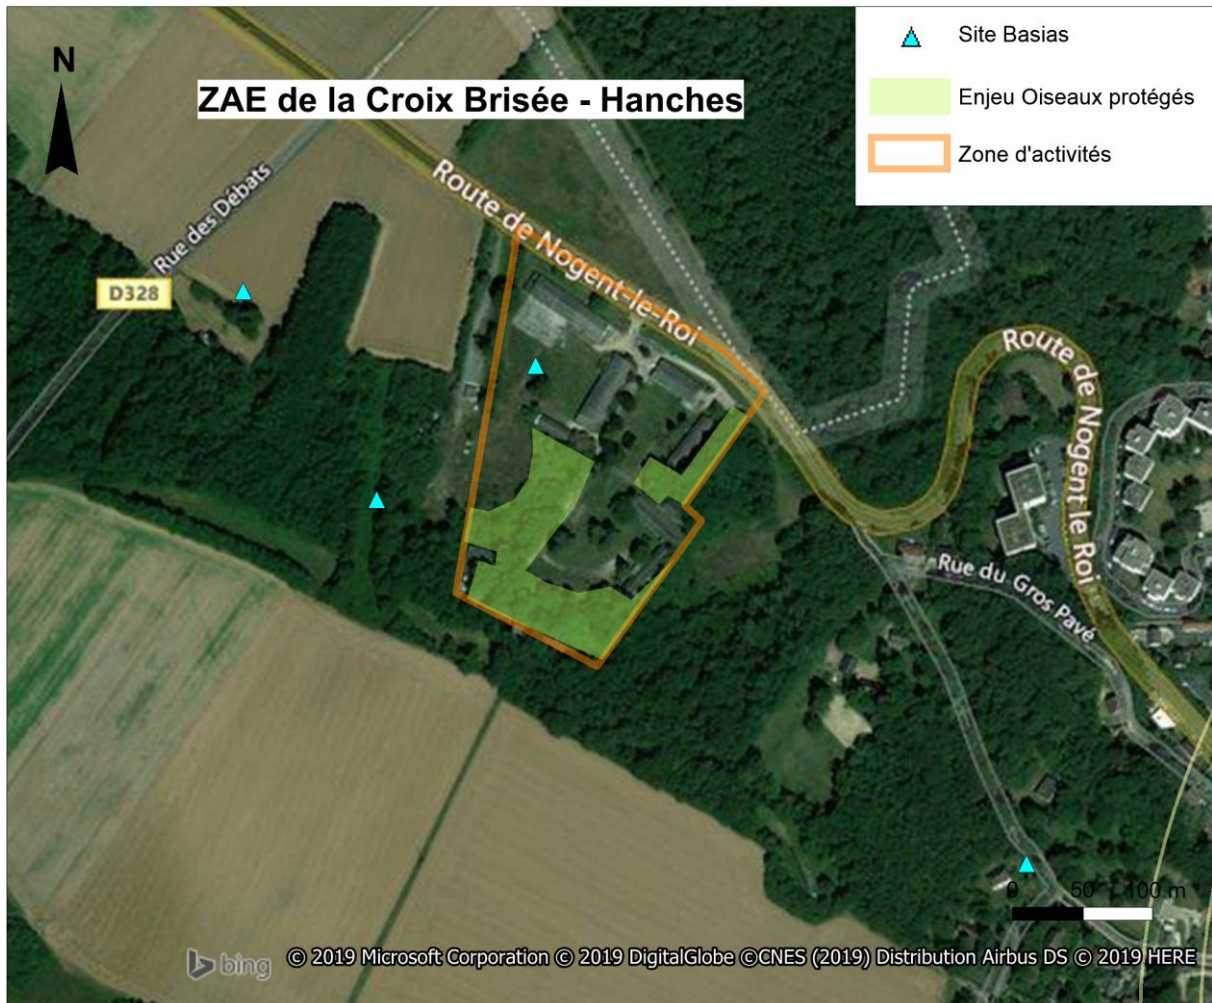 Site Basias
Enjeu Oiseaux protégés
Zone d'activités
N
ZAE de la Croix Brisée - Hanches
Rue des Débats
D328
Route de Nogent-le-Roi
Route de Nogent le Roi
Rue du Gros Pavé
0 50 100 m
bing © 2019 Microsoft Corporation © 2019 DigitalGlobe ©CNES (2019) Distribution Airbus DS © 2019 HERE